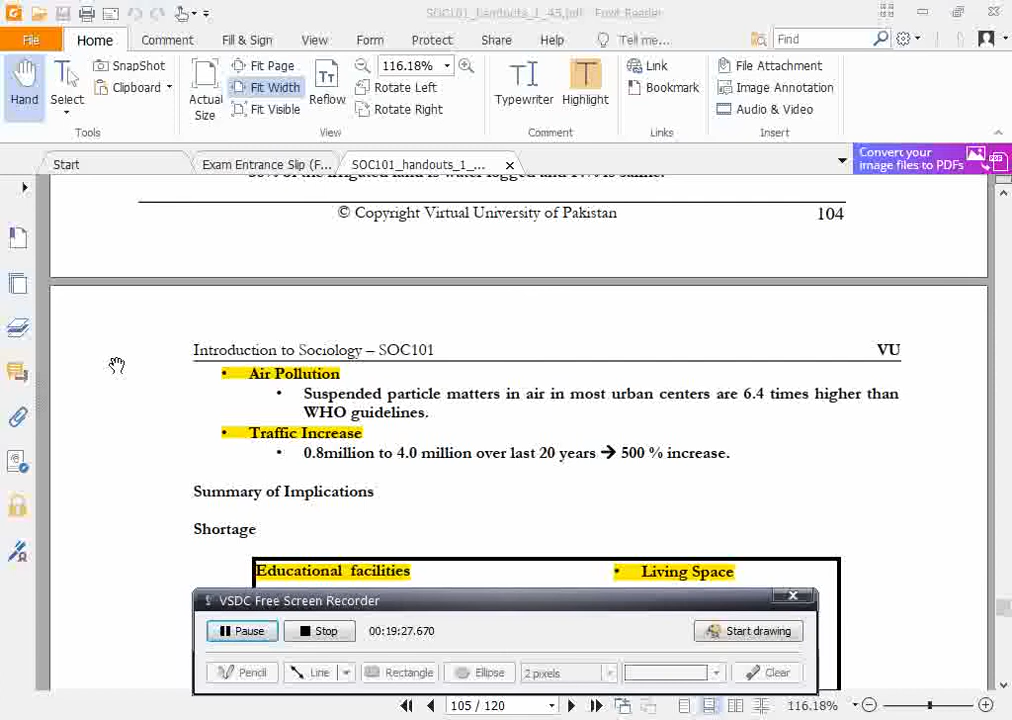 SOC101_handouts_1_45.pdf - Foxit Reader
File Home Comment Fill & Sign View Form Protect Share Help Tell me... Find
Hand
Select
SnapShot
Clipboard
Tools
Actual
Size
Fit Page
Fit Width
Fit Visible
Reflow
116.18%
Rotate Left
Rotate Right
View
Typewriter
Highlight
Comment
Link
Bookmark
Links
File Attachment
Image Annotation
Audio & Video
Insert
Start Exam Entrance Slip (F... SOC101_handouts_1_...
Convert your
image files to PDFs
© Copyright Virtual University of Pakistan 104
Introduction to Sociology – SOC101 VU
• Air Pollution
• Suspended particle matters in air in most urban centers are 6.4 times higher than
WHO guidelines.
• Traffic Increase
• 0.8million to 4.0 million over last 20 years ➔ 500 % increase.
Summary of Implications
Shortage
Educational facilities • Living Space
VSDC Free Screen Recorder
Pause Stop 00:19:27.670 Start drawing
Pencil Line Rectangle Ellipse 2 pixels Clear
105 / 120 116.18%